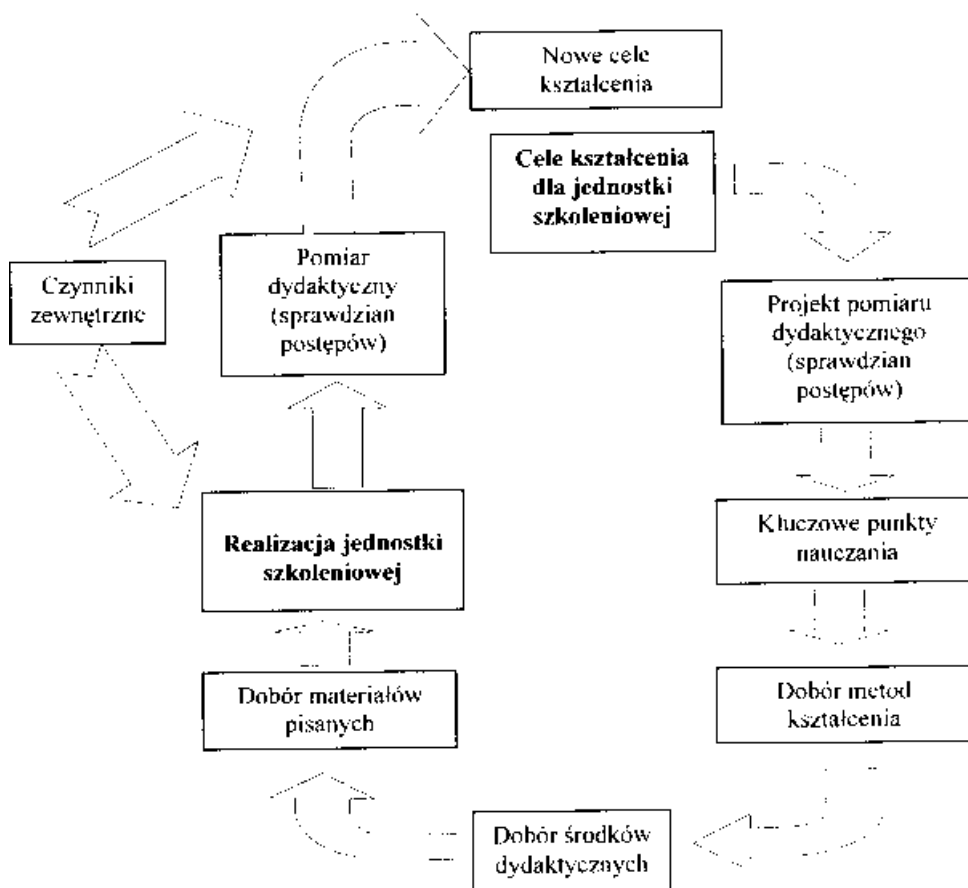 Nowe cele
kształcenia
Cele kształcenia
dla jednostki
szkoleniowej
Czynniki
zewnętrzne
Pomiar
dydaktyczny
(sprawdzian
postępów)
Projekt pomiaru
dydaktycznego
(sprawdzian
postępów)
Realizacja jednostki
szkoleniowej
Kluczowe punkty
nauczania
Dobór materiałów
pisanych
Dobór metod
kształcenia
Dobór środków
dydaktycznych